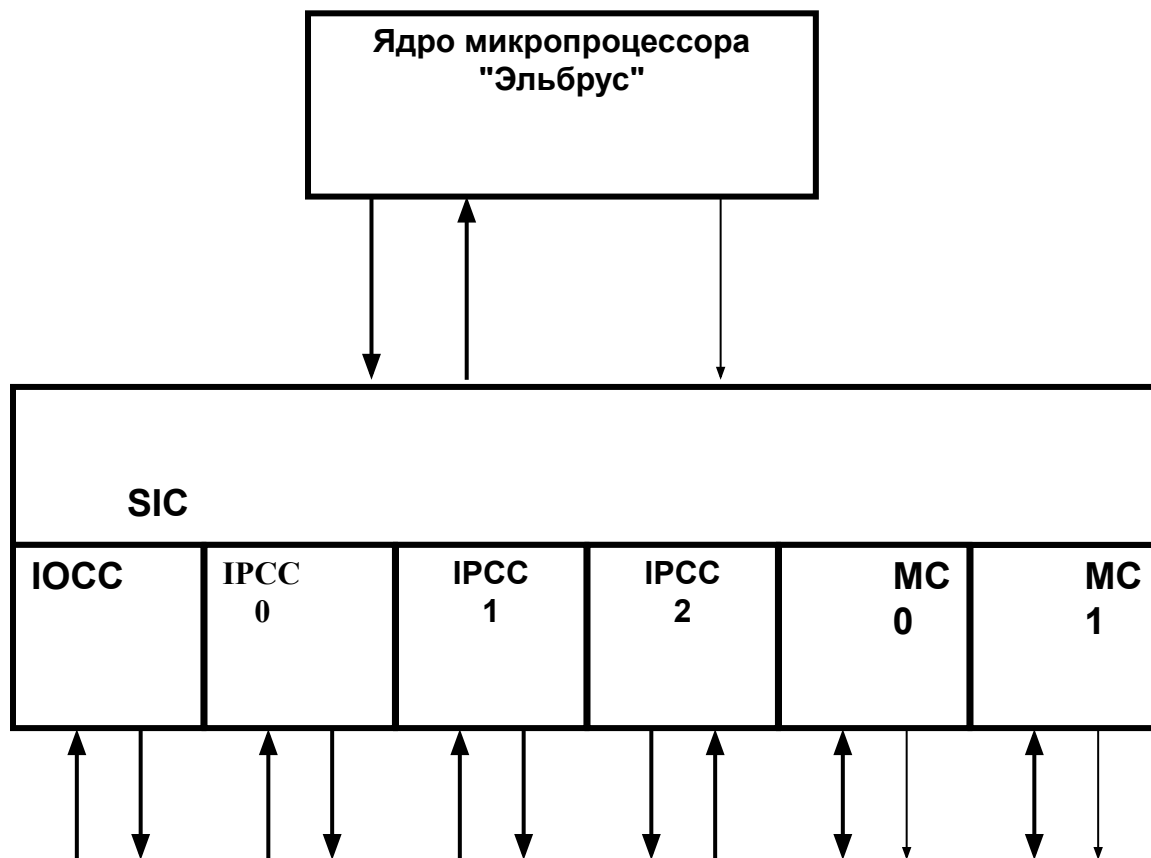 Ядро микропроцессора
"Эльбрус"
SIC
IOCC
IPCC
0
IPCC
1
IPCC
2
MC
0
MC
1